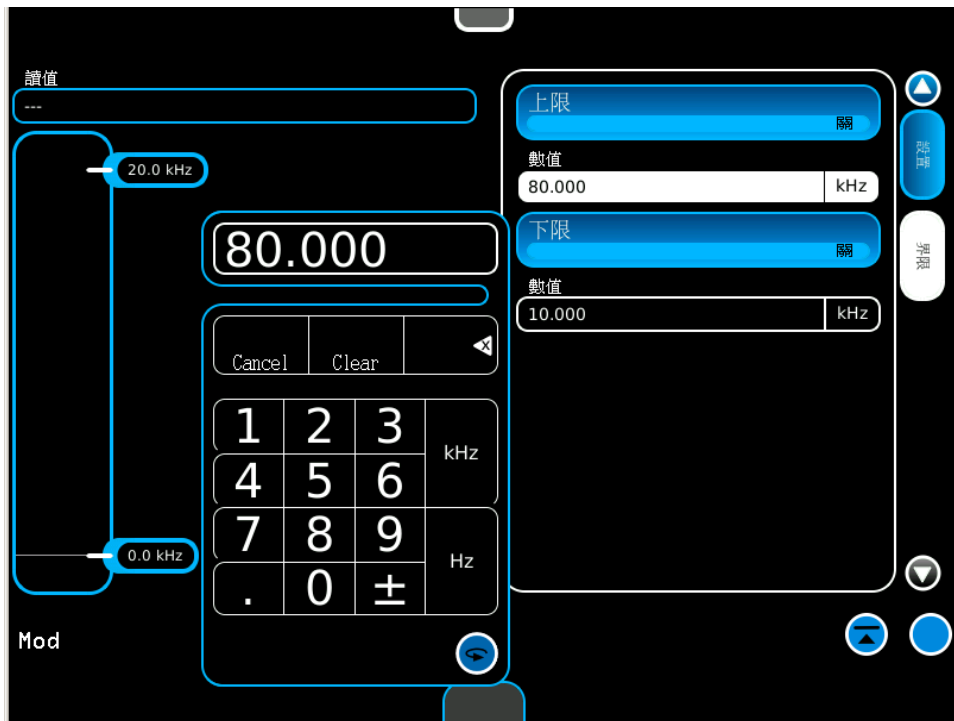 讀值
---
20.0 kHz
0.0 kHz
Mod
80.000
Cancel Clear X
1 2 3 kHz
4 5 6
7 8 9 Hz
. 0 ±
上限
關
數值
80.000 kHz
下限
關
數值
10.000 kHz
設置
界限